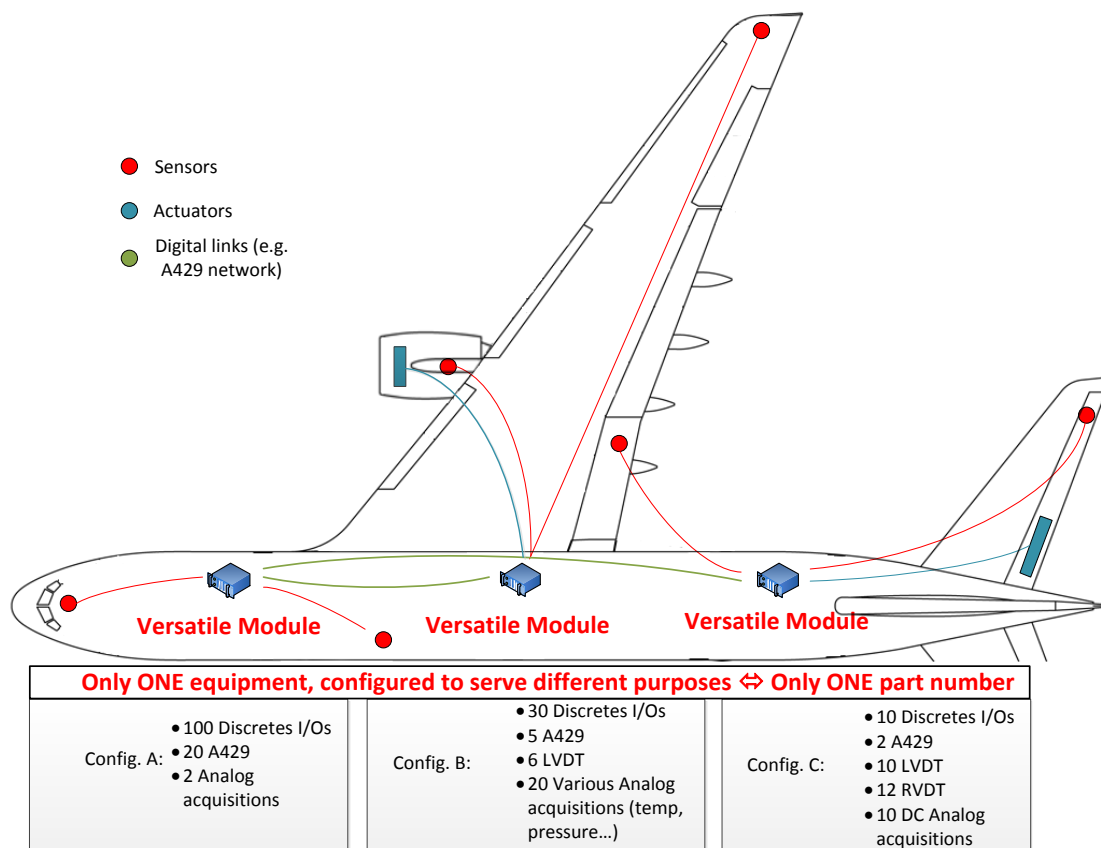 Sensors
Actuators
Digital links (e.g.
A429 network)
Versatile Module
Versatile Module
Versatile Module
Only ONE equipment, configured to serve different purposes ⇔ Only ONE part number
Config. A:
• 100 Discretes I/Os
• 20 A429
• 2 Analog
acquisitions
Config. B:
• 30 Discretes I/Os
• 5 A429
• 6 LVDT
• 20 Various Analog
acquisitions (temp,
pressure…)
Config. C:
• 10 Discretes I/Os
• 2 A429
• 10 LVDT
• 12 RVDT
• 10 DC Analog
acquisitions